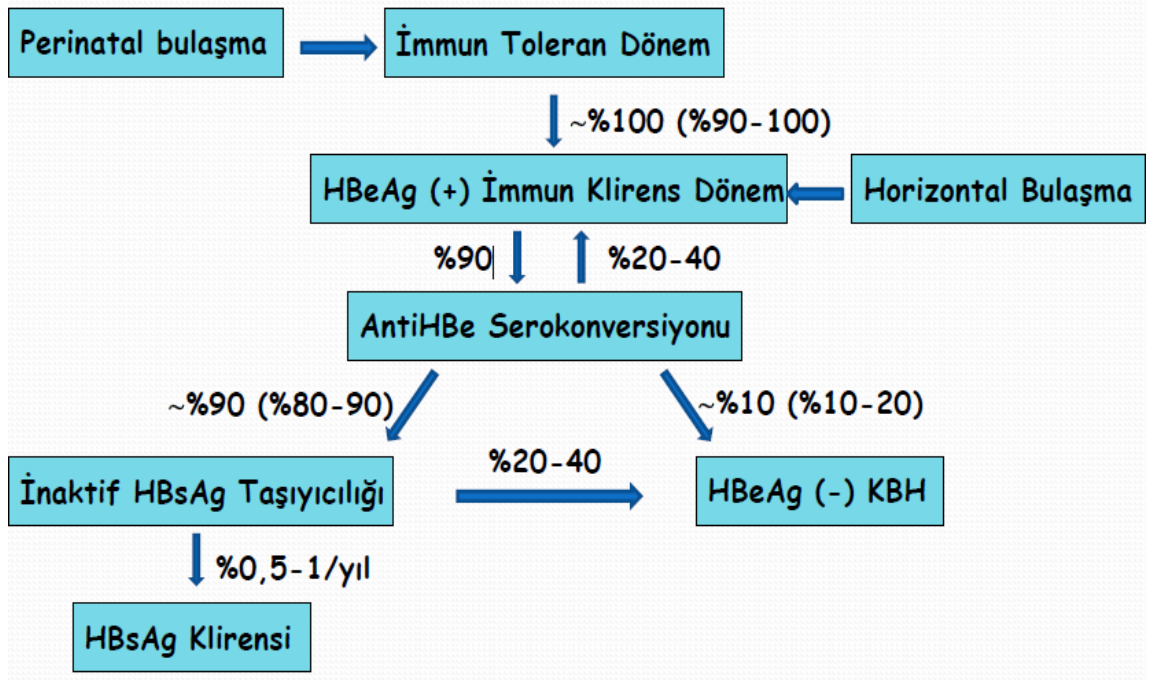 Perinatal bulaşma
İmmun Toleran Dönem
~%100 (%90-100)
HBeAg (+) İmmun Klirens Dönem
Horizontal Bulaşma
%90
%20-40
AntiHBe Serokonversiyonu
~%90 (%80-90)
~%10 (%10-20)
İnaktif HBsAg Taşıyıcılığı
%20-40
HBeAg (-) KBH
%0,5-1/yıl
HBsAg Klirensi